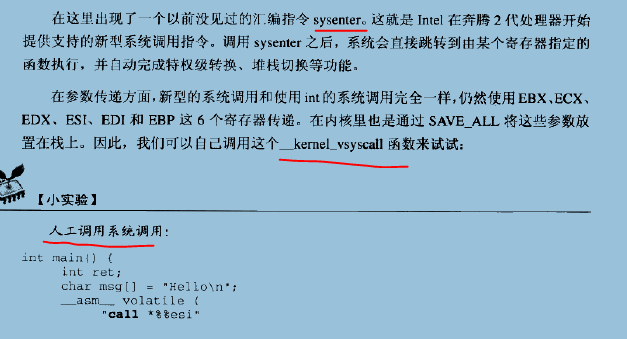 在这里出现了一个以前没见过的汇编指令 sysenter。这就是 Intel 在奔腾 2 代处理器开始
提供支持的新型系统调用指令。调用 sysenter 之后，系统会直接跳转到由某个寄存器指定的
函数执行，并自动完成特权级转换、堆栈切换等功能。
在参数传递方面，新型的系统调用和使用 int 的系统调用完全一样，仍然使用 EBX、ECX、
EDX、ESI、EDI 和 EBP 这 6 个寄存器传递。在内核里也是通过 SAVE_ALL 将这些参数放
置在栈上。因此，我们可以自己调用这个__kernel_vsyscall 函数来试试：
【小实验】
人工调用系统调用：
int main() {
int ret;
char msg[] = "Hello\n";
__asm__ volatile (
"call *%%esi"